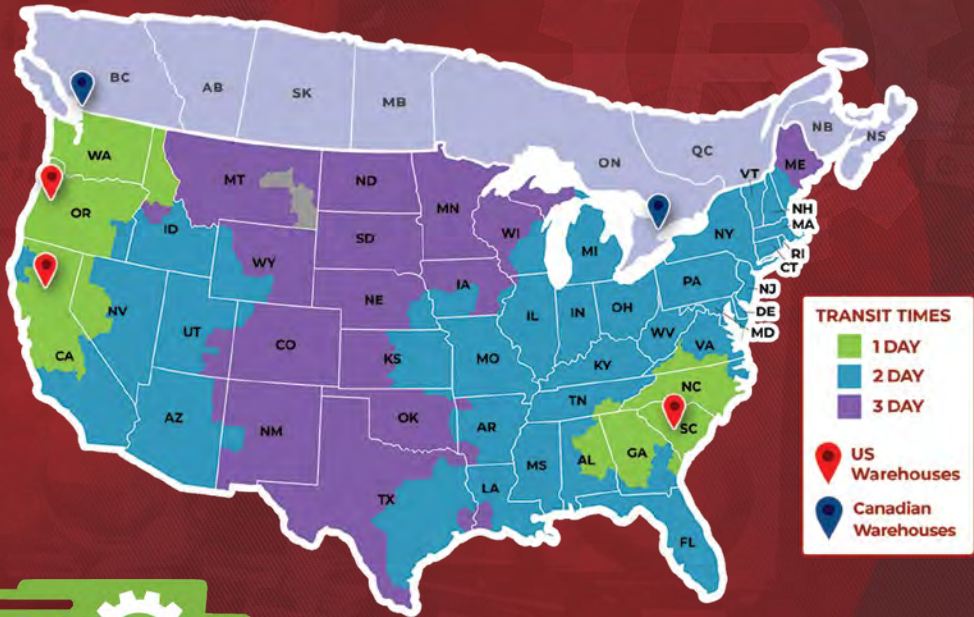 BC
AB
SK
MB
ON
QC
NB
NS
WA
MT
ND
MN
VT
ME
OR
ID
SD
WI
MI
NY
NH
MA
WY
IA
RI
CT
NV
NE
PA
NJ
UT
IL
IN
OH
DE
MD
CA
CO
KS
MO
WV
VA
KY
AZ
NM
OK
TN
NC
AR
SC
MS
AL
GA
TX
LA
FL
TRANSIT TIMES
1 DAY
2 DAY
3 DAY
US
Warehouses
Canadian
Warehouses